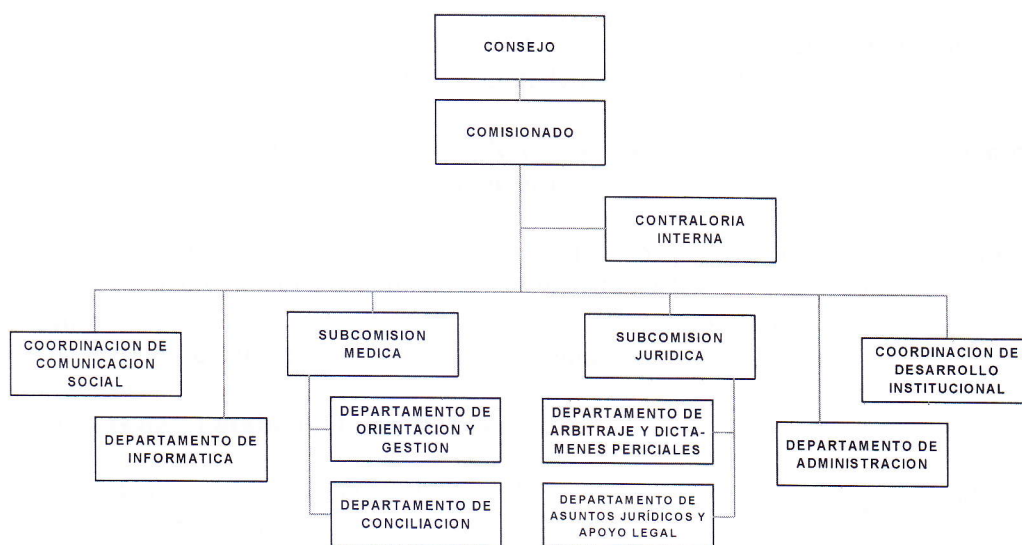 CONSEJO
COMISIONADO
CONTRALORIA
INTERNA
COORDINACION DE
COMUNICACION
SOCIAL
SUBCOMISION
MEDICA
SUBCOMISION
JURIDICA
COORDINACION DE
DESARROLLO
INSTITUCIONAL
DEPARTAMENTO DE
INFORMATICA
DEPARTAMENTO DE
ORIENTACION Y
GESTION
DEPARTAMENTO DE
ARBITRAJE Y DICTA-
MENES PERICIALES
DEPARTAMENTO DE
ADMINISTRACION
DEPARTAMENTO DE
CONCILIACION
DEPARTAMENTO DE
ASUNTOS JURÍDICOS Y
APOYO LEGAL